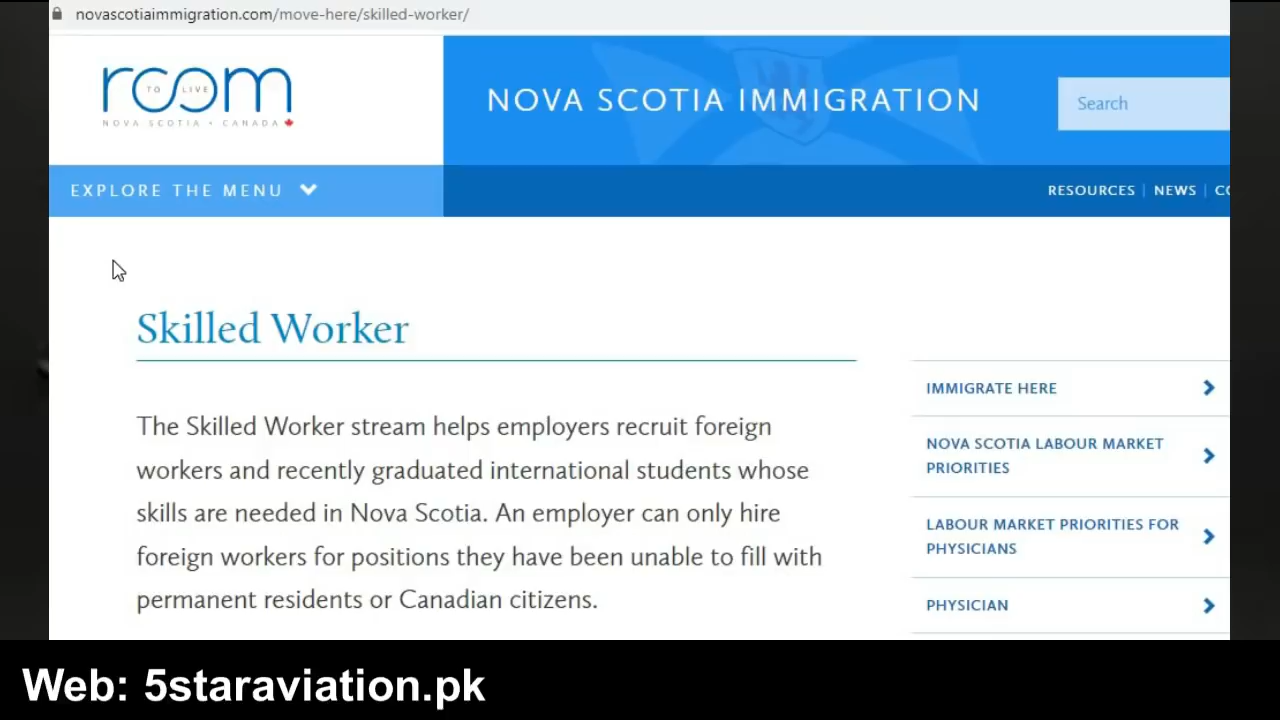 novascotiaimmigration.com/move-here/skilled-worker/
room
TO LIVE
NOVA SCOTIA • CANADA
NOVA SCOTIA IMMIGRATION
Search
EXPLORE THE MENU
RESOURCES | NEWS | CO
Skilled Worker
The Skilled Worker stream helps employers recruit foreign
workers and recently graduated international students whose
skills are needed in Nova Scotia. An employer can only hire
foreign workers for positions they have been unable to fill with
permanent residents or Canadian citizens.
IMMIGRATE HERE
NOVA SCOTIA LABOUR MARKET
PRIORITIES
LABOUR MARKET PRIORITIES FOR
PHYSICIANS
PHYSICIAN
Web: 5staraviation.pk